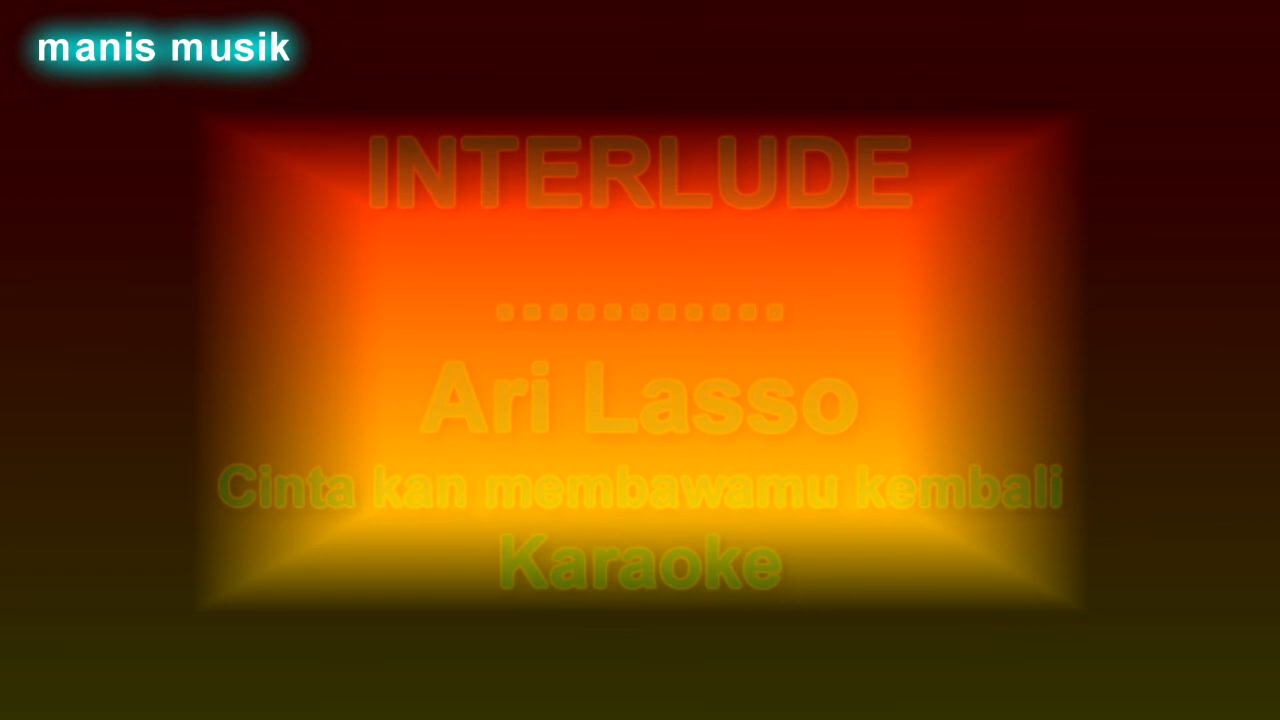 manis musik
INTERLUDE
...........
Ari Lasso
Cinta kan membawamu kembali
Karaoke